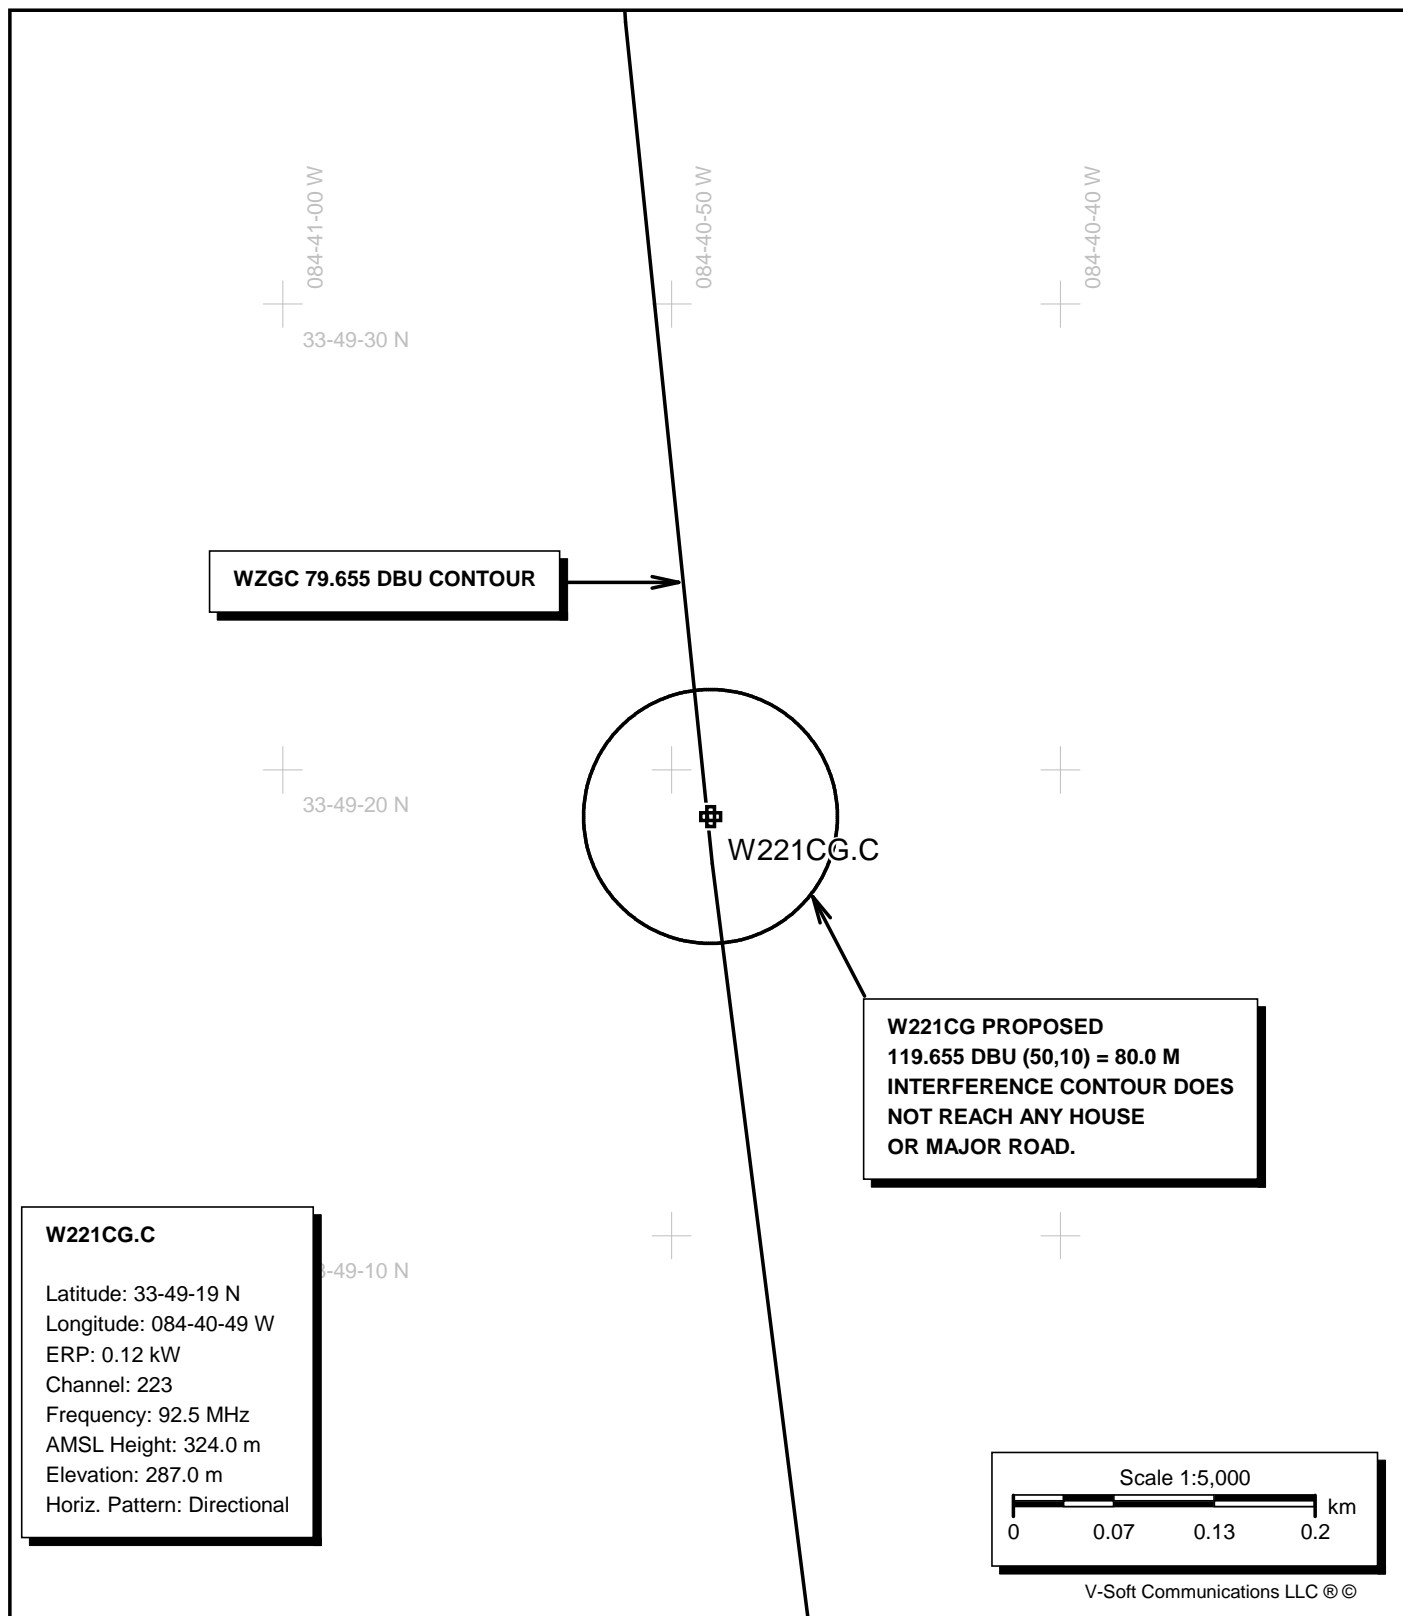 084-41-00 W
084-40-50 W
084-40-40 W
33-49-30 N
WZGC 79.655 DBU CONTOUR
33-49-20 N
W221CG.C
W221CG PROPOSED
119.655 DBU (50,10) = 80.0 M
INTERFERENCE CONTOUR DOES
NOT REACH ANY HOUSE
OR MAJOR ROAD.
W221CG.C
-49-10 N
Latitude: 33-49-19 N
Longitude: 084-40-49 W
ERP: 0.12 kW
Channel: 223
Frequency: 92.5 MHz
AMSL Height: 324.0 m
Elevation: 287.0 m
Horiz. Pattern: Directional
Scale 1:5,000
km
0 0.07 0.13 0.2
V-Soft Communications LLC ® ©